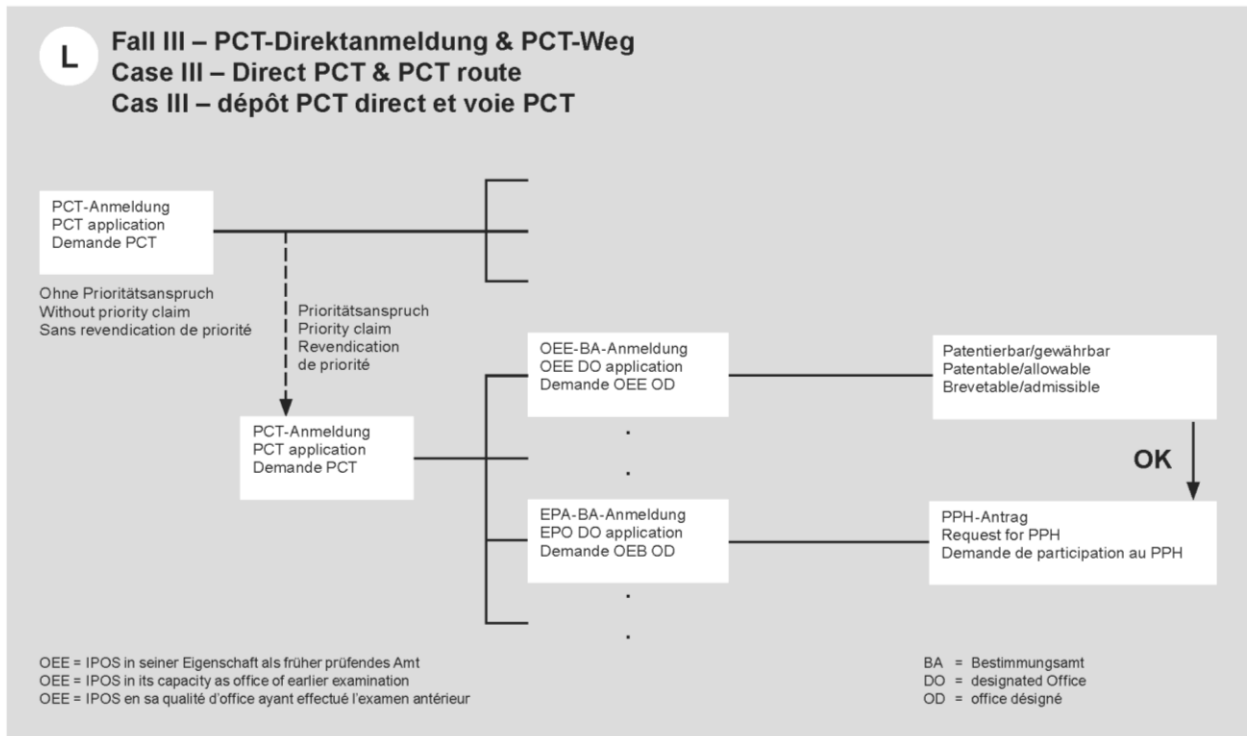 L
Fall III – PCT-Direktanmeldung & PCT-Weg
Case III – Direct PCT & PCT route
Cas III – dépôt PCT direct et voie PCT
PCT-Anmeldung
PCT application
Demande PCT
Ohne Prioritätsanspruch
Without priority claim
Sans revendication de priorité
Prioritätsanspruch
Priority claim
Revendication
de priorité
OEE-BA-Anmeldung
OEE DO application
Demande OEE OD
Patentierbar/gewährbar
Patentable/allowable
Brevetable/admissible
PCT-Anmeldung
PCT application
Demande PCT
OK
EPA-BA-Anmeldung
EPO DO application
Demande OEB OD
PPH-Antrag
Request for PPH
Demande de participation au PPH
OEE = IPOS in seiner Eigenschaft als früher prüfendes Amt
OEE = IPOS in its capacity as office of earlier examination
OEE = IPOS en sa qualité d'office ayant effectué l'examen antérieur
BA = Bestimmungsamt
DO = designated Office
OD = office désigné